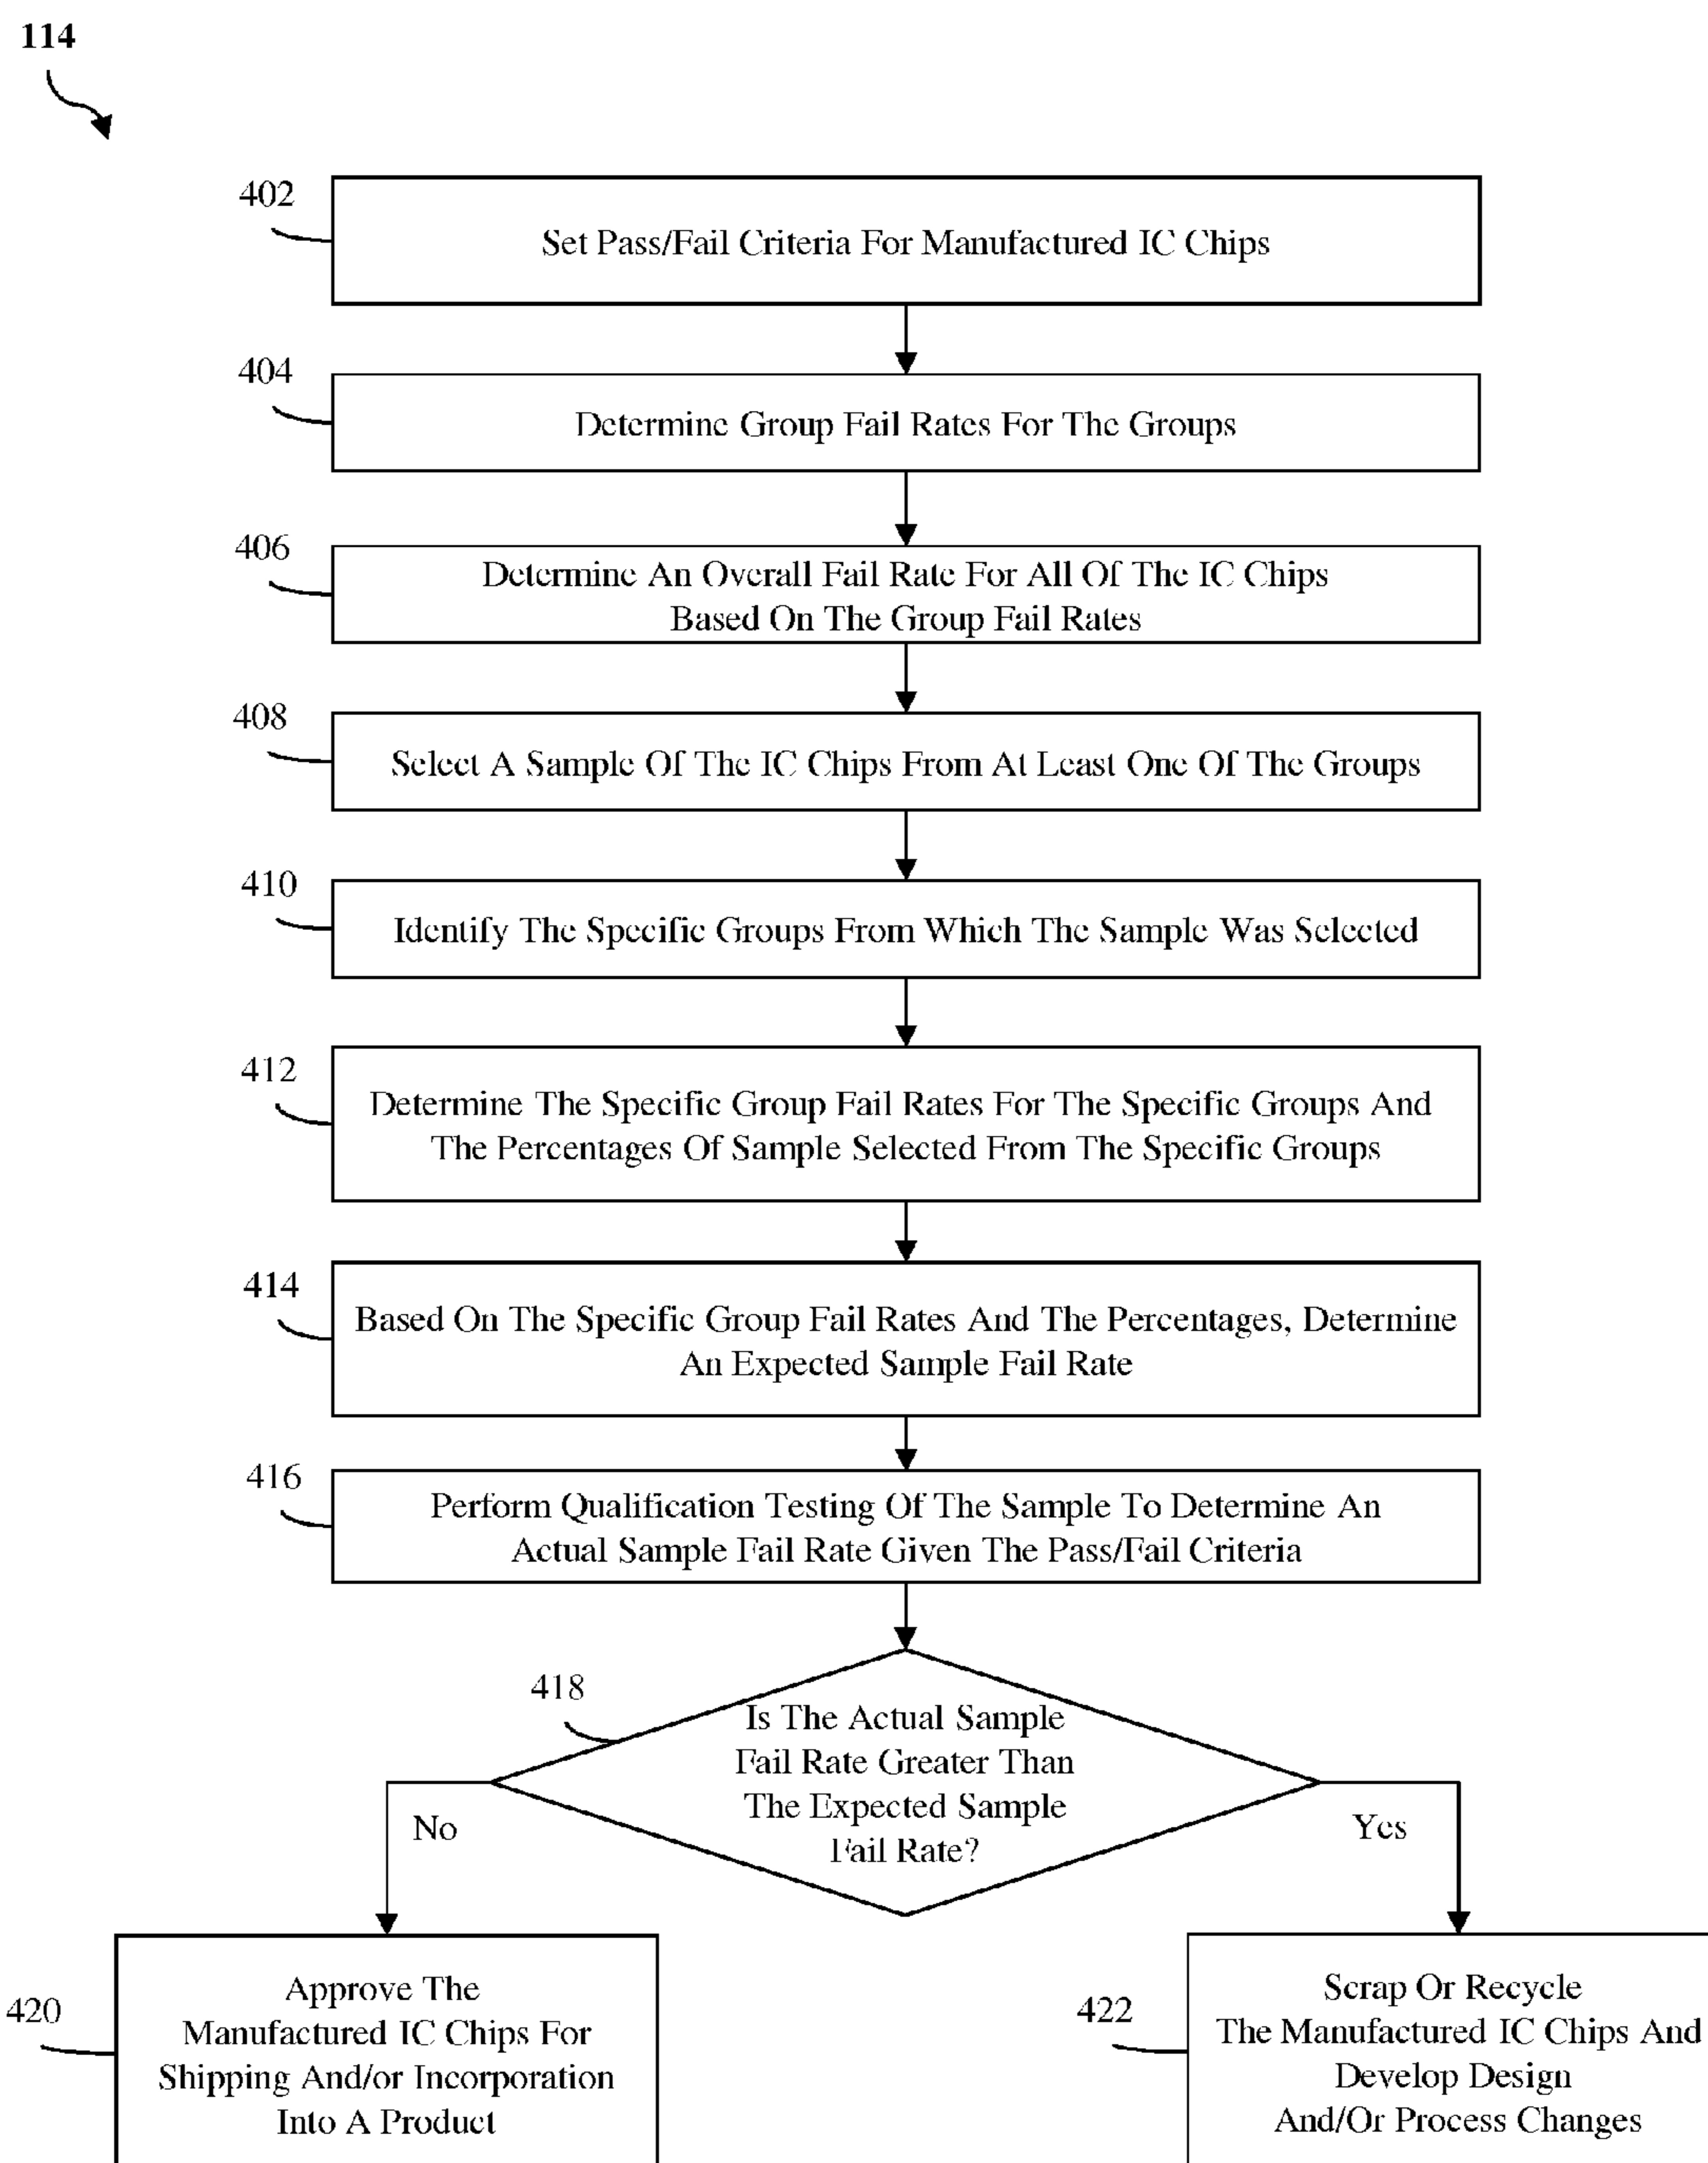 114
402
Set Pass/Fail Criteria For Manufactured IC Chips
404
Determine Group Fail Rates For The Groups
406
Determine An Overall Fail Rate For All Of The IC Chips
Based On The Group Fail Rates
408
Select A Sample Of The IC Chips From At Least One Of The Groups
410
Identify The Specific Groups From Which The Sample Was Selected
412
Determine The Specific Group Fail Rates For The Specific Groups And
The Percentages Of Sample Selected From The Specific Groups
414
Based On The Specific Group Fail Rates And The Percentages, Determine
An Expected Sample Fail Rate
416
Perform Qualification Testing Of The Sample To Determine An
Actual Sample Fail Rate Given The Pass/Fail Criteria
418
Is The Actual Sample
Fail Rate Greater Than
The Expected Sample
Fail Rate?
No
Yes
420
Approve The
Manufactured IC Chips For
Shipping And/or Incorporation
Into A Product
422
Scrap Or Recycle
The Manufactured IC Chips And
Develop Design
And/Or Process Changes